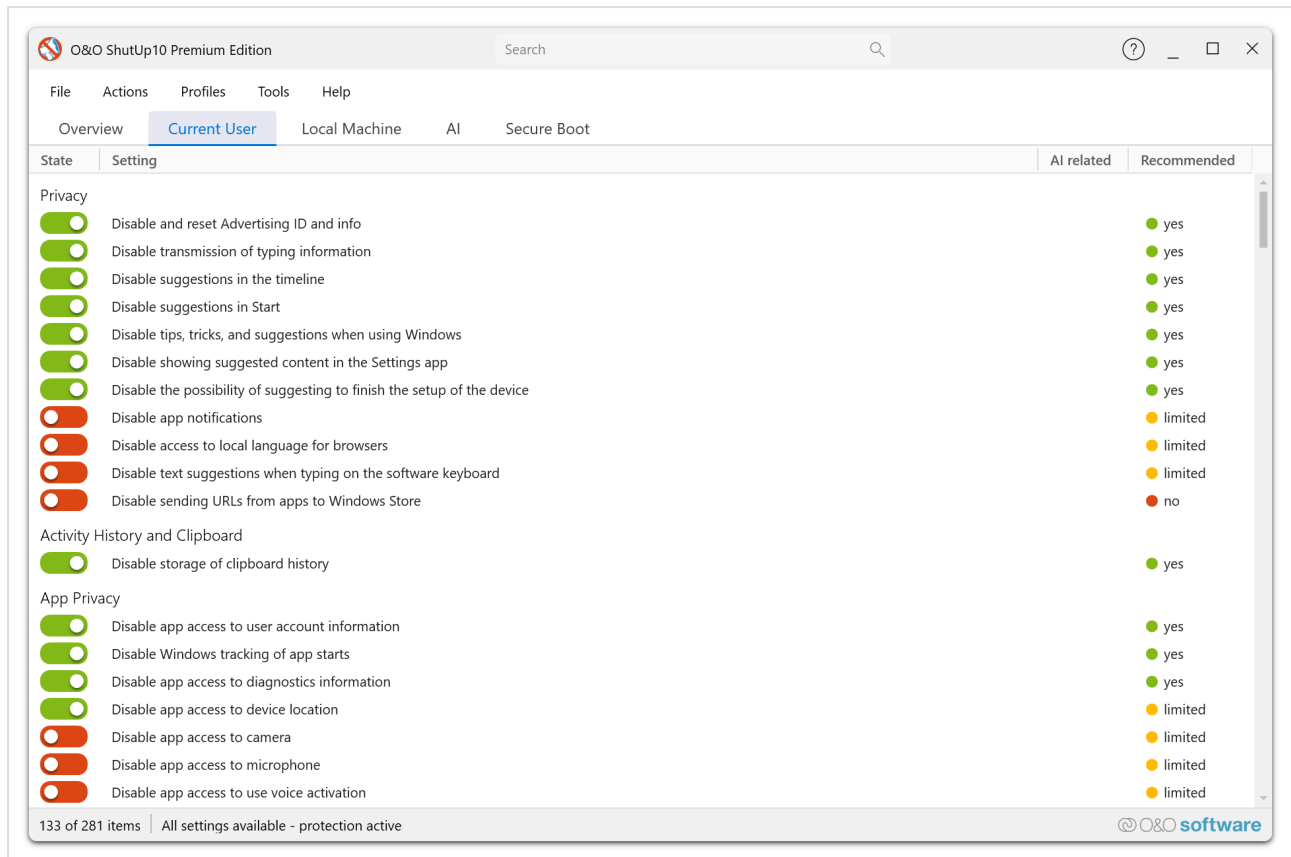 O&O ShutUp10 Premium Edition
Search
?
File Actions Profiles Tools Help
Overview Current User Local Machine AI Secure Boot
State Setting AI related Recommended
Privacy
Disable and reset Advertising ID and info yes
Disable transmission of typing information yes
Disable suggestions in the timeline yes
Disable suggestions in Start yes
Disable tips, tricks, and suggestions when using Windows yes
Disable showing suggested content in the Settings app yes
Disable the possibility of suggesting to finish the setup of the device yes
Disable app notifications limited
Disable access to local language for browsers limited
Disable text suggestions when typing on the software keyboard limited
Disable sending URLs from apps to Windows Store no
Activity History and Clipboard
Disable storage of clipboard history yes
App Privacy
Disable app access to user account information yes
Disable Windows tracking of app starts yes
Disable app access to diagnostics information yes
Disable app access to device location limited
Disable app access to camera limited
Disable app access to microphone limited
Disable app access to use voice activation limited
133 of 281 items All settings available - protection active O&O software